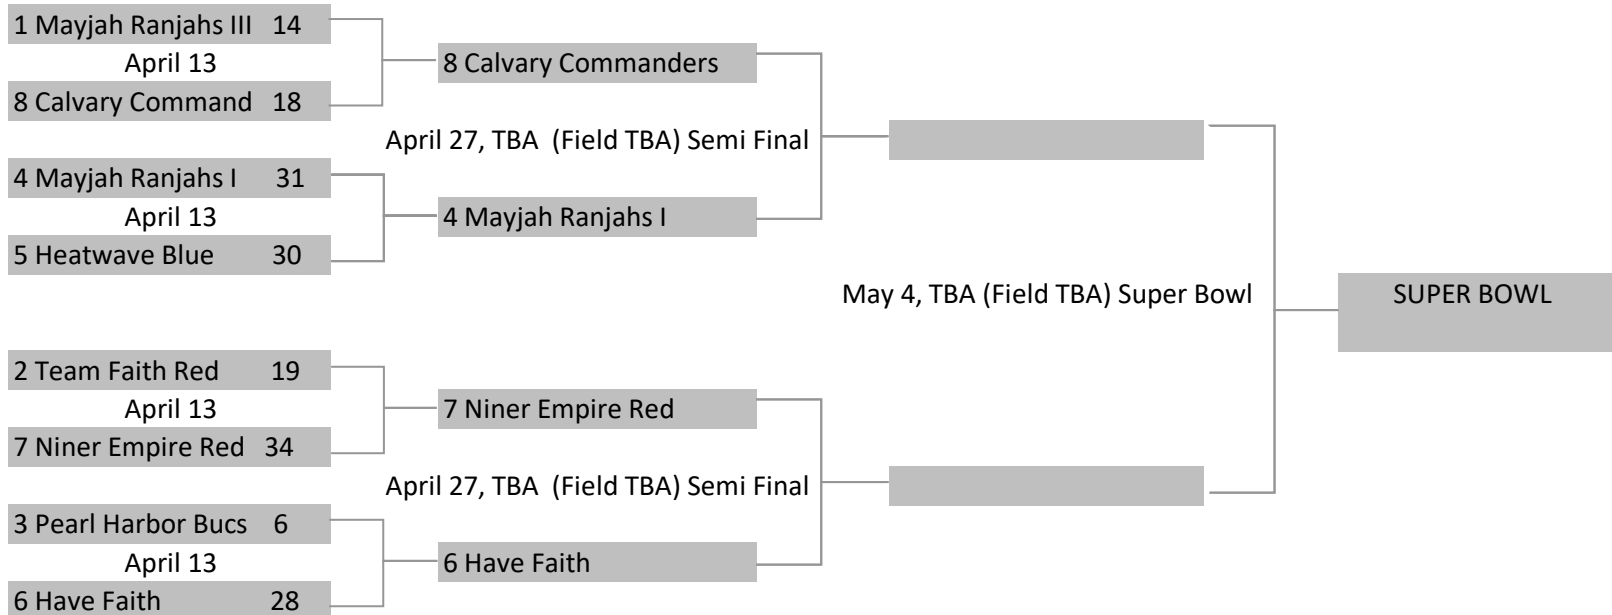 1 Mayjah Ranjahs III 14
April 13
8 Calvary Command 18
8 Calvary Commanders
April 27, TBA (Field TBA) Semi Final
4 Mayjah Ranjahs I 31
April 13
5 Heatwave Blue 30
4 Mayjah Ranjahs I
May 4, TBA (Field TBA) Super Bowl
SUPER BOWL
2 Team Faith Red 19
April 13
7 Niner Empire Red 34
7 Niner Empire Red
April 27, TBA (Field TBA) Semi Final
3 Pearl Harbor Bucs 6
April 13
6 Have Faith 28
6 Have Faith